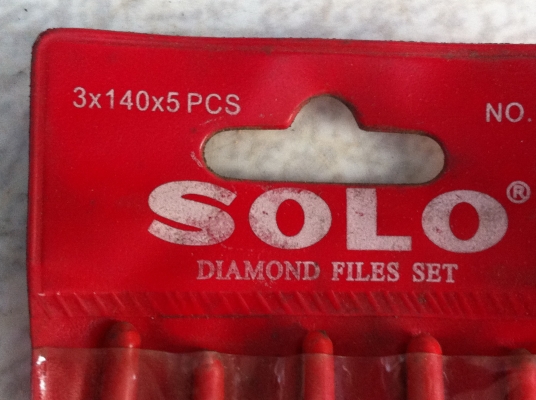 3x140x5 PCS NO.
SOLO®
DIAMOND FILES SET